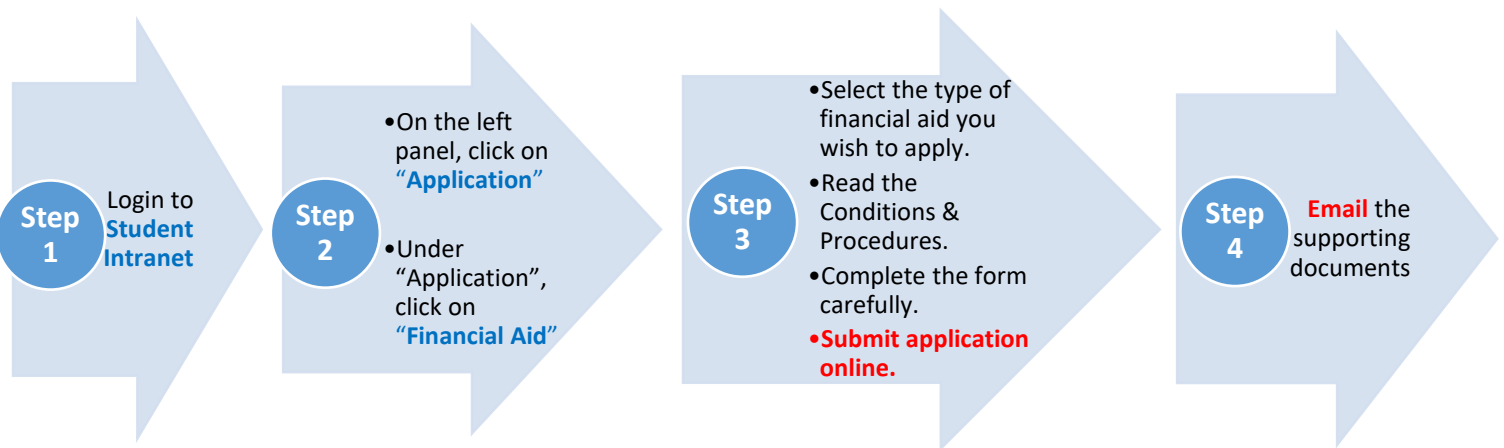 Step
1
Login to
Student
Intranet
Step
2
•On the left
panel, click on
“Application”
•Under
“Application”,
click on
“Financial Aid”
Step
3
•Select the type of
financial aid you
wish to apply.
•Read the
Conditions &
Procedures.
•Complete the form
carefully.
•Submit application
online.
Step
4
Email the
supporting
documents